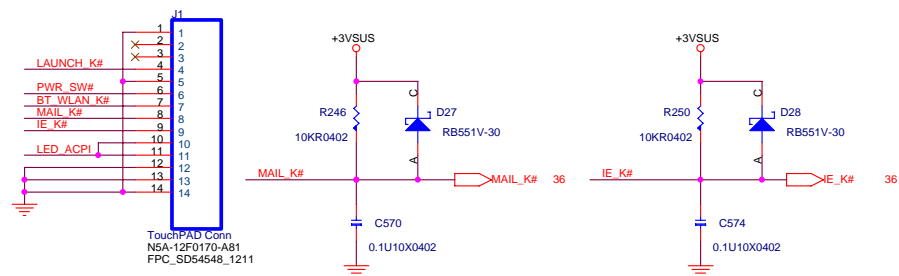 J1
1 1
2 2
3 3
LAUNCH_K# 4 4
5 5
PWR_SW# 6 6
BT_WLAN_K# 7 7
MAIL_K# 8 8
IE_K# 9 9
10 10
LED_ACPI 11 11
12 12
13 13
14 14
TouchPAD Conn
N5A-12F0170-A81
FPC_SD54548_1211
+3VSUS
C
R246
D27
10KR0402
RB551V-30
A
MAIL_K#
MAIL_K# 36
C570
0.1U10X0402
+3VSUS
C
R250
D28
10KR0402
RB551V-30
A
IE_K#
IE_K# 36
C574
0.1U10X0402